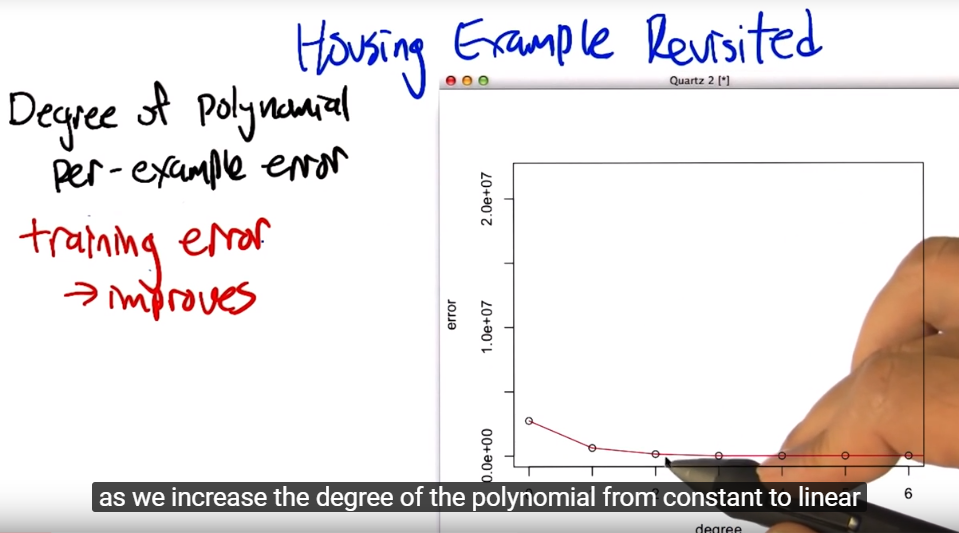 Housing Example Revisited
Degree of polynomial
per-example error
training error
→ improves
Quartz 2 [*]
2.0e+07
1.0e+07
0.0e+00
error
6
degree
as we increase the degree of the polynomial from constant to linear